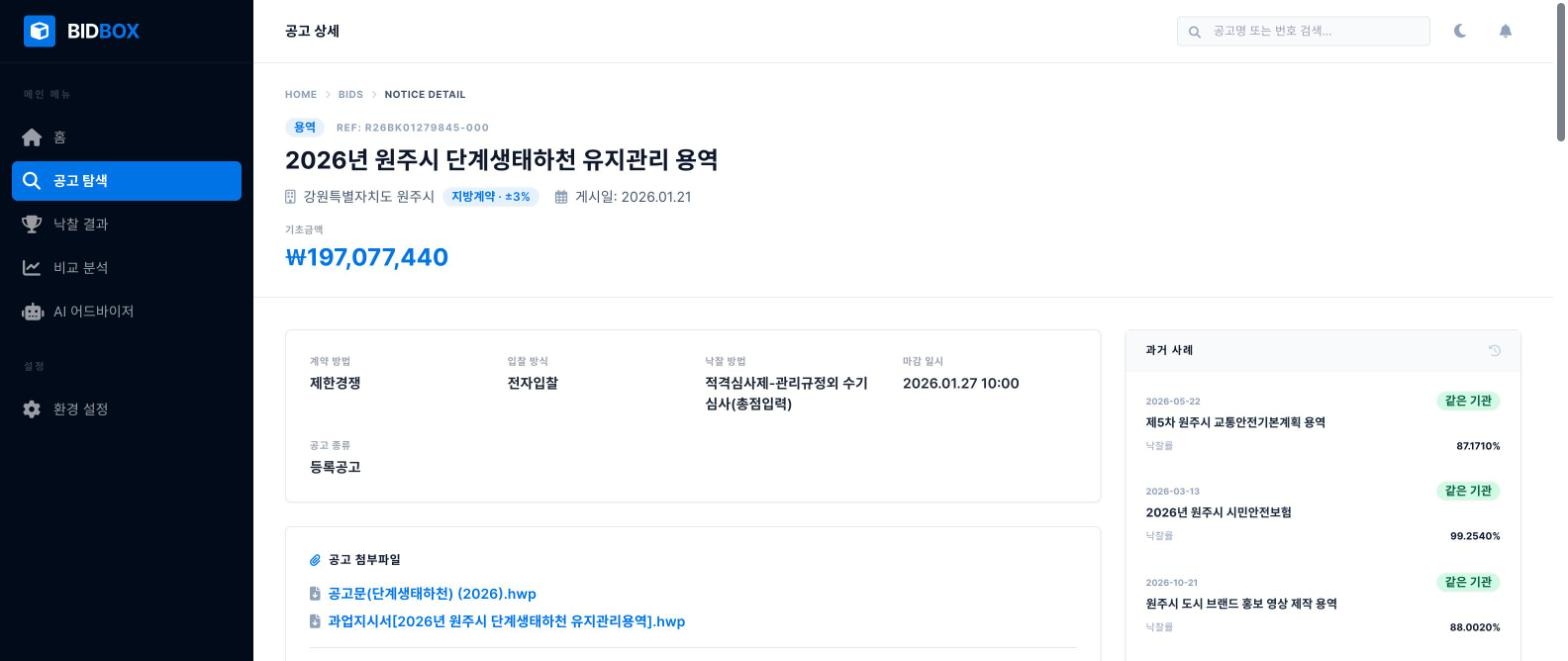 BIDBOX
메인 메뉴
홈
공고 탐색
낙찰 결과
비교 분석
AI 어드바이저
설정
환경 설정
공고 상세
공고명 또는 번호 검색...
HOME > BIDS > NOTICE DETAIL
용역 REF: R26BK01279845-000
2026년 원주시 단계생태하천 유지관리 용역
강원특별자치도 원주시 지방계약 · ±3% 게시일: 2026.01.21
기초금액
₩197,077,440
계약 방법
제한경쟁
입찰 방식
전자입찰
낙찰 방법
적격심사제-관리규정외 수기
심사(총점입력)
마감 일시
2026.01.27 10:00
공고 종류
등록공고
공고 첨부파일
공고문(단계생태하천) (2026).hwp
과업지시서[2026년 원주시 단계생태하천 유지관리용역].hwp
과거 사례
2026-05-22 같은 기관
제5차 원주시 교통안전기본계획 용역
낙찰률 87.1710%
2026-03-13 같은 기관
2026년 원주시 시민안전보험
낙찰률 99.2540%
2026-10-21 같은 기관
원주시 도시 브랜드 홍보 영상 제작 용역
낙찰률 88.0020%